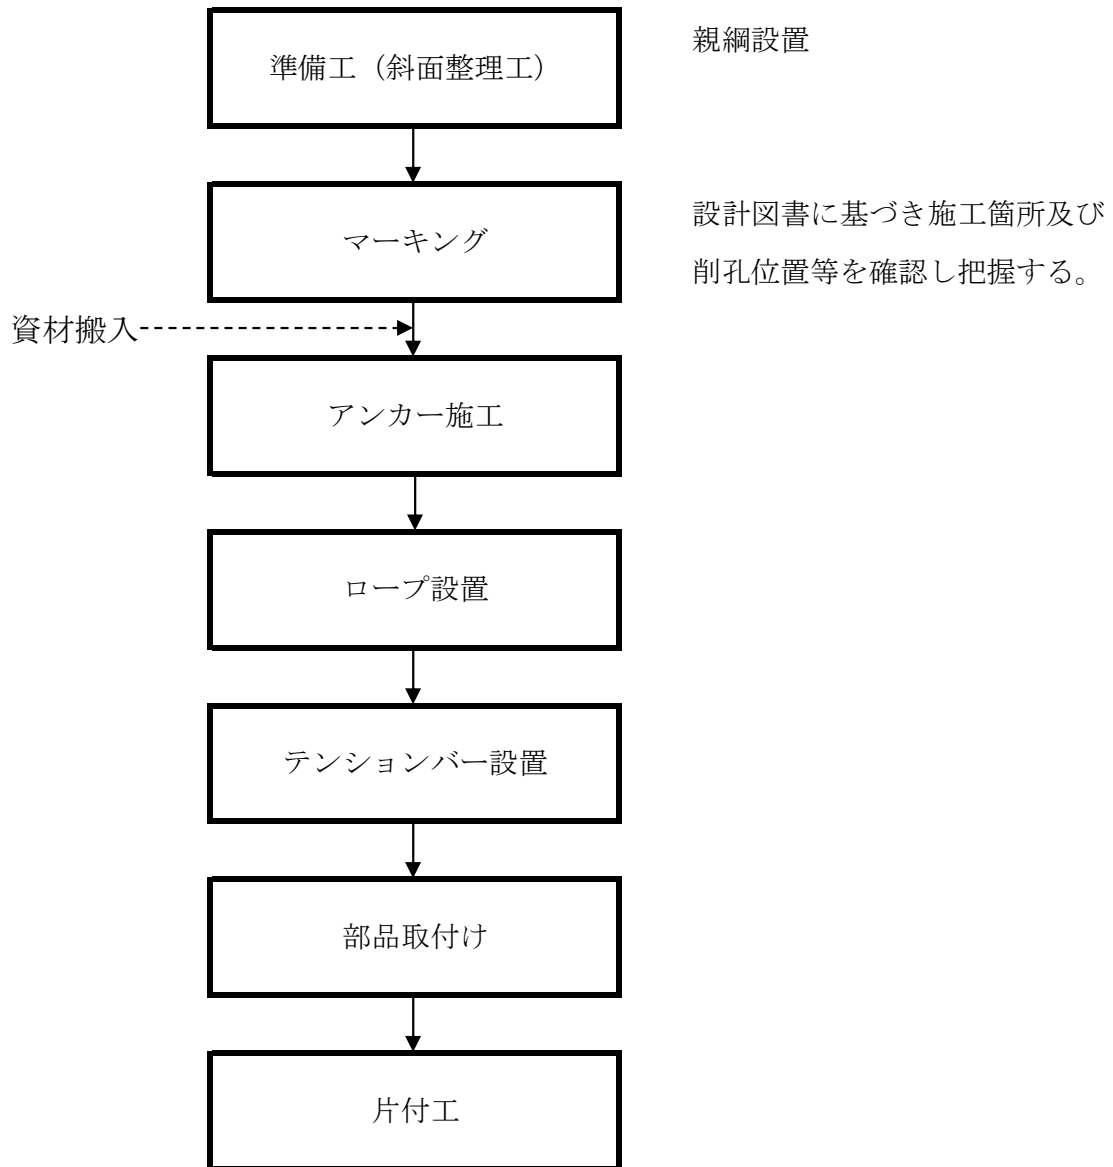 準備工（斜面整理工）
親綱設置
マーキング
設計図書に基づき施工箇所及び
削孔位置等を確認し把握する。
資材搬入
アンカー施工
ロープ設置
テンションバー設置
部品取付け
片付工